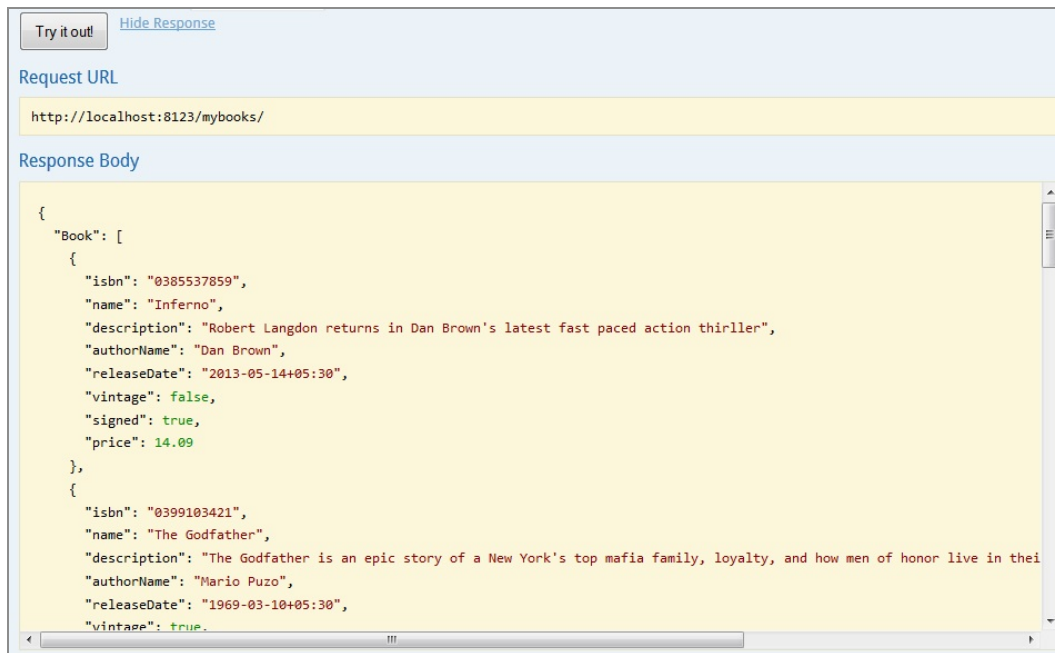 Try it out! Hide Response
Request URL
http://localhost:8123/mybooks/
Response Body
{
"Book": [
{
"isbn": "0385537859",
"name": "Inferno",
"description": "Robert Langdon returns in Dan Brown's latest fast paced action thirller",
"authorName": "Dan Brown",
"releaseDate": "2013-05-14+05:30",
"vintage": false,
"signed": true,
"price": 14.09
},
{
"isbn": "0399103421",
"name": "The Godfather",
"description": "The Godfather is an epic story of a New York's top mafia family, loyalty, and how men of honor live in thei
"authorName": "Mario Puzo",
"releaseDate": "1969-03-10+05:30",
"vintage": true,